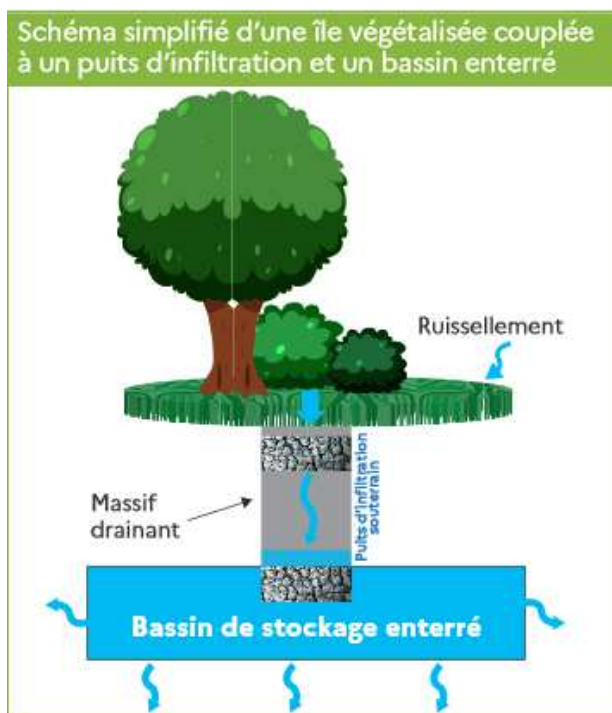 Schéma simplifié d'une île végétalisée couplée
à un puits d'infiltration et un bassin enterré
Ruissellement
Massif
drainant
Puits d'infiltration
souterrain
Bassin de stockage enterré